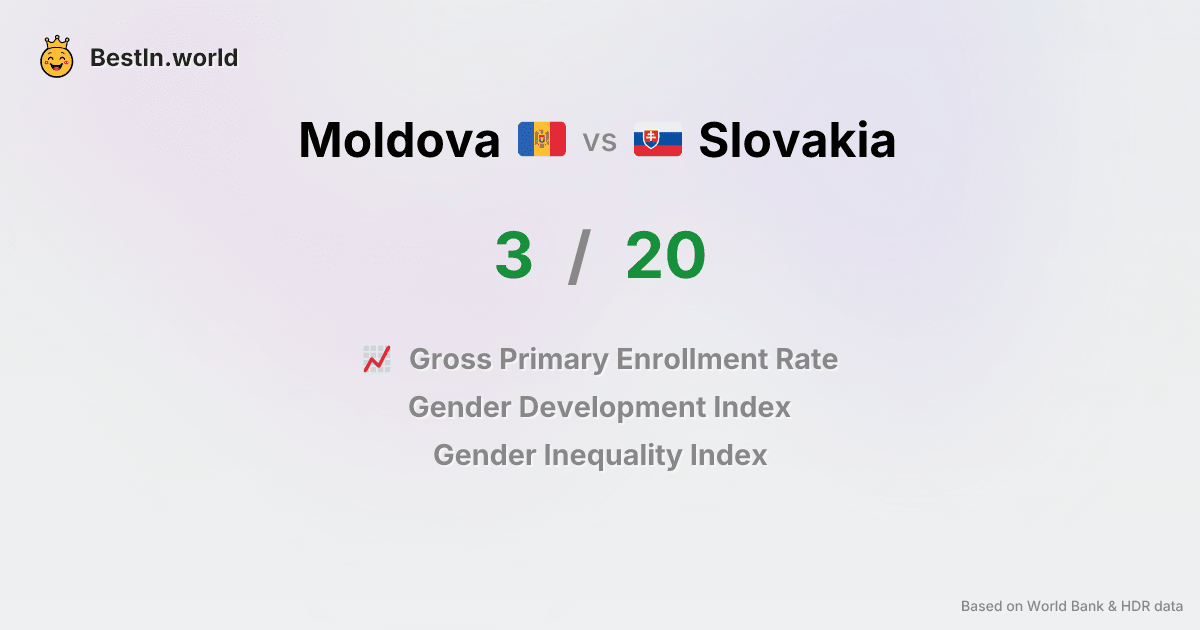 BestIn.world
Moldova vs Slovakia
3 / 20
Gross Primary Enrollment Rate
Gender Development Index
Gender Inequality Index
Based on World Bank & HDR data